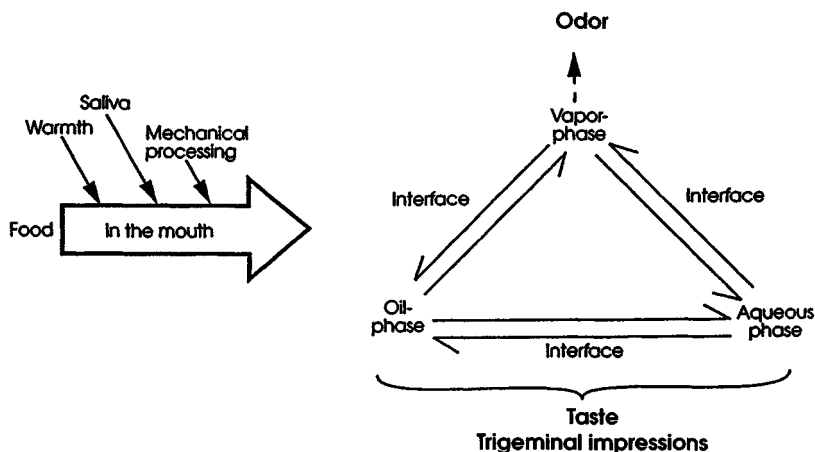 Odor
Vapor-
phase
Saliva
Warmth
Mechanical
processing
Food
in the mouth
Interface
Interface
Oil-
phase
Aqueous
phase
Interface
Taste
Trigeminal impressions